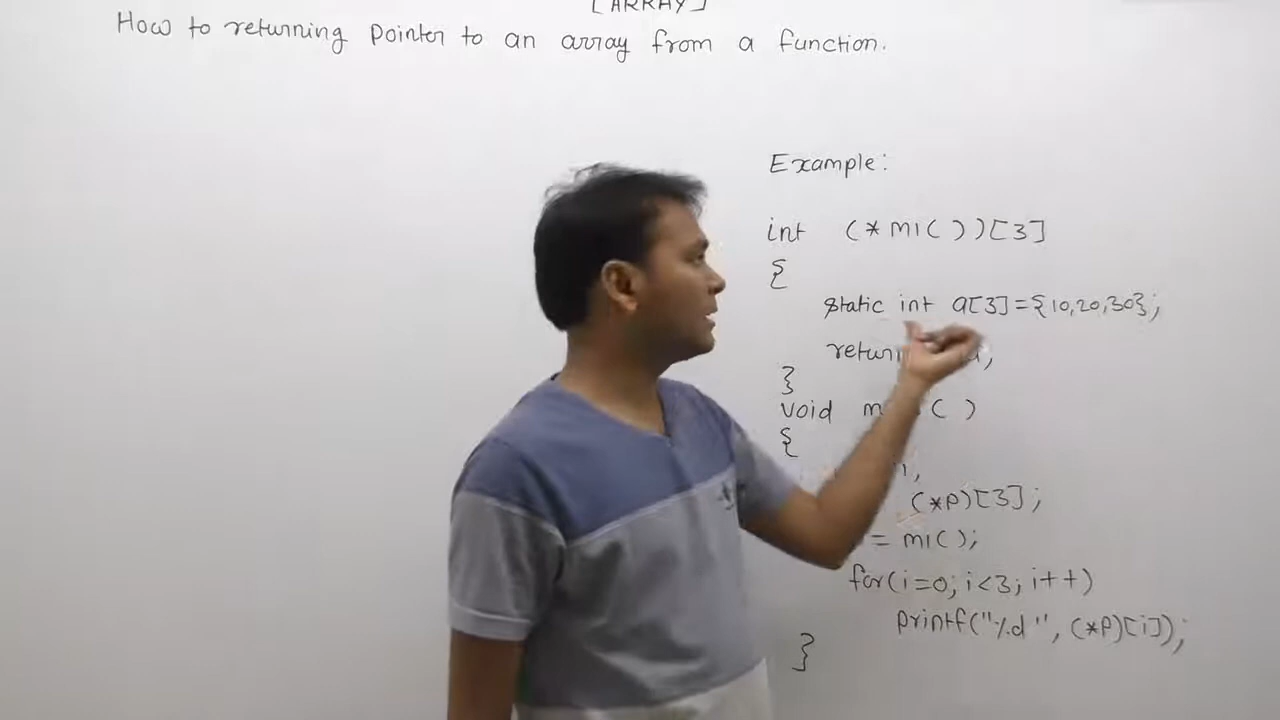 [ARRAY]
How to returning Pointer to an array from a function.
Example:
int (*m1())[3]
{
static int a[3]={10,20,30};
}
void ( )
{
(*P)[3];
= m1();
for(i=0; i<3; i++)
printf("%d", (*P)[i]);
}